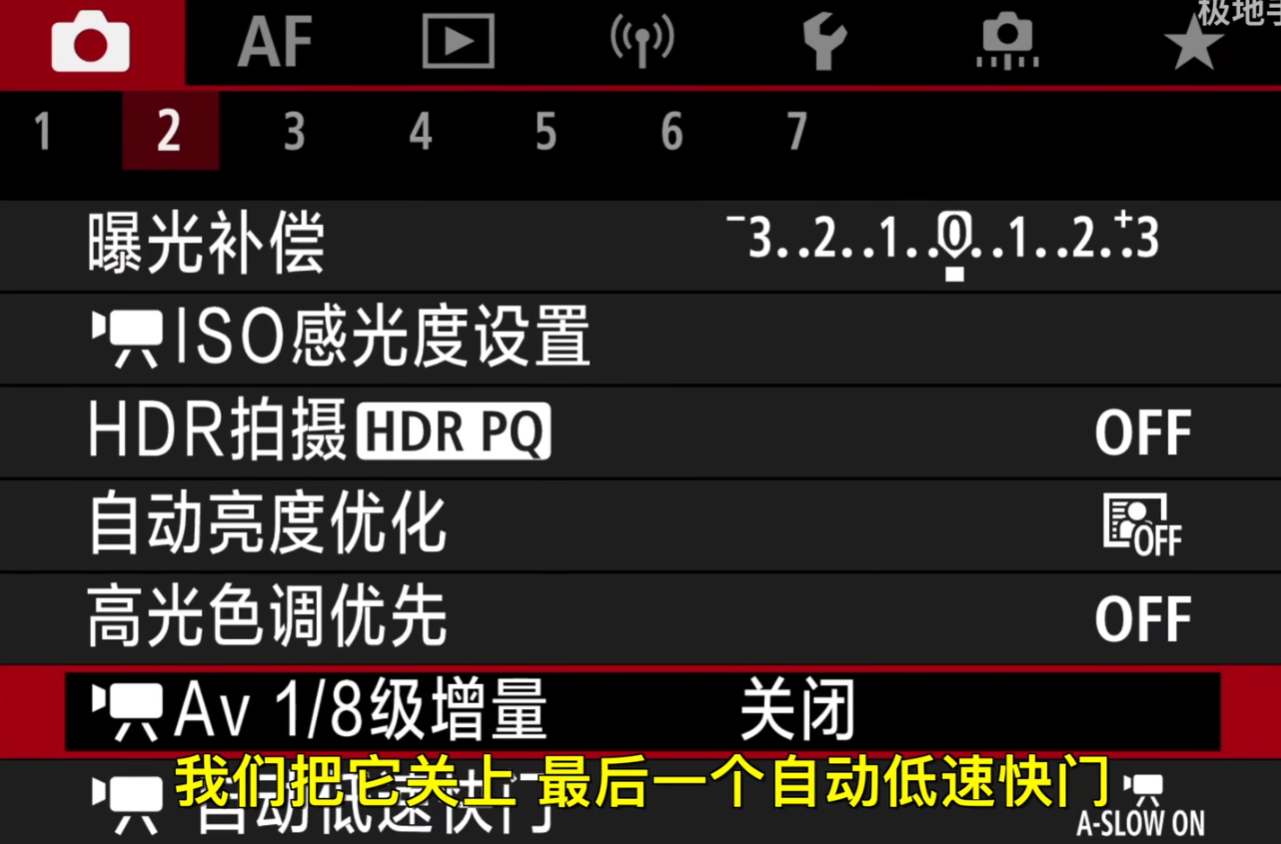 极地手
AF
1 2 3 4 5 6 7
曝光补偿 -3..2..1..0..1..2..+3
ISO感光度设置
HDR拍摄 HDR PQ OFF
自动亮度优化 OFF
高光色调优先 OFF
Av 1/8级增量 关闭
我们把它关上 最后一个自动低速快门
自动低速快门 A-SLOW ON